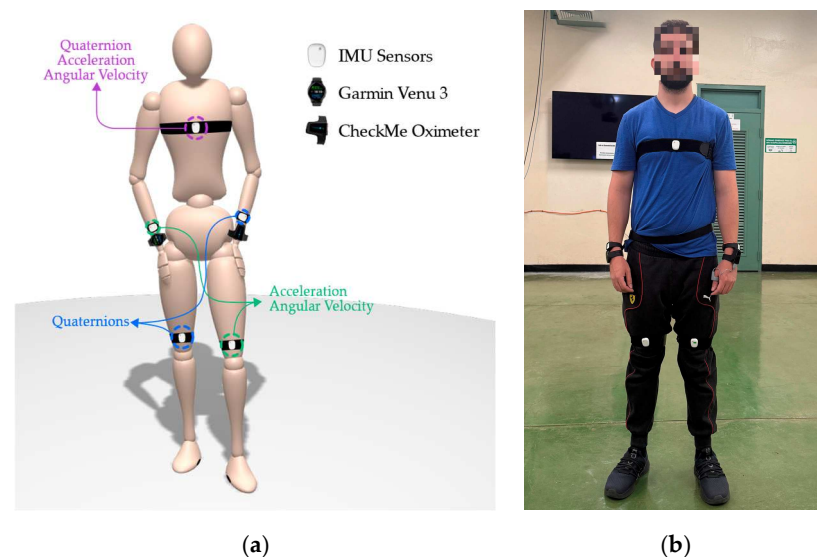 Quaternion
Acceleration
Angular Velocity
IMU Sensors
Garmin Venu 3
CheckMe Oximeter
Acceleration
Angular Velocity
Quaternions
(a)
(b)